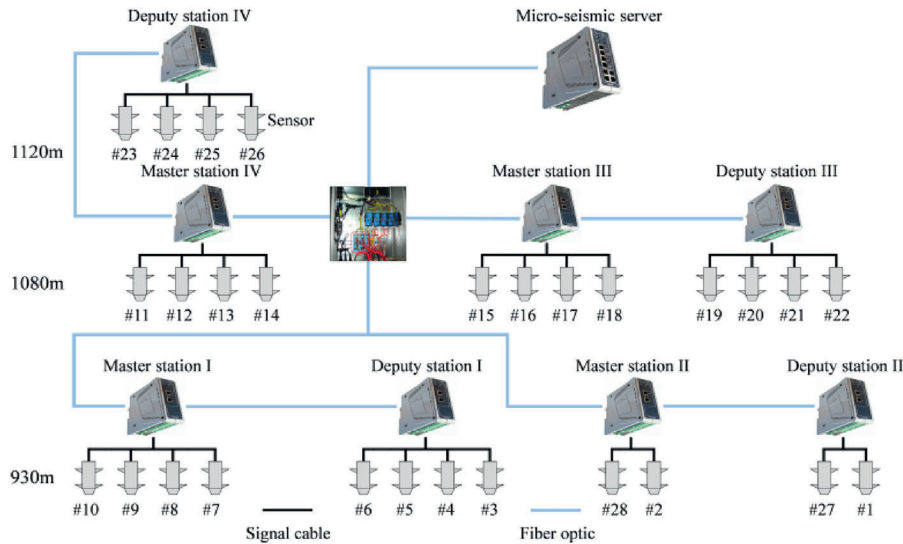 Deputy station IV
Micro-seismic server
Sensor
#23 #24 #25 #26
1120m
Master station IV
Master station III
Deputy station III
1080m
#11 #12 #13 #14
#15 #16 #17 #18
#19 #20 #21 #22
Master station I
Deputy station I
Master station II
Deputy station II
930m
#10 #9 #8 #7
#6 #5 #4 #3
#28 #2
#27 #1
Signal cable
Fiber optic